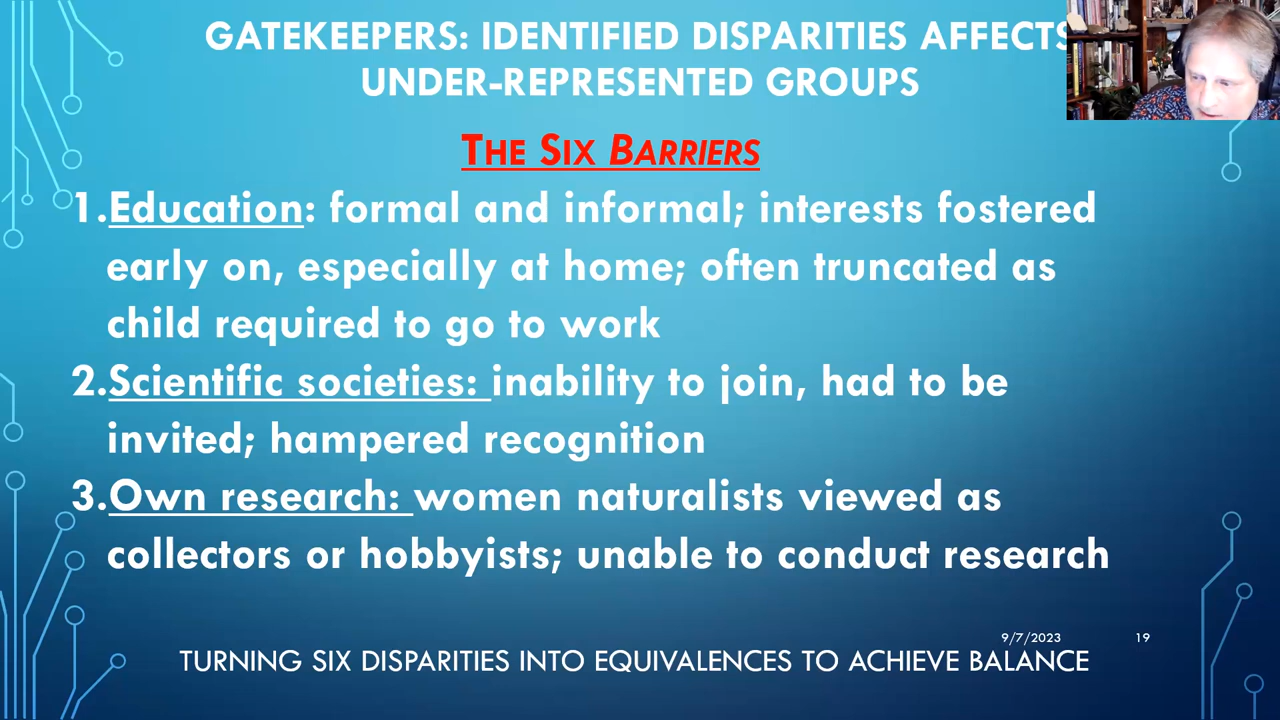 GATEKEEPERS: IDENTIFIED DISPARITIES AFFECTS
UNDER-REPRESENTED GROUPS
THE SIX BARRIERS
1.Education: formal and informal; interests fostered
early on, especially at home; often truncated as
child required to go to work
2.Scientific societies: inability to join, had to be
invited; hampered recognition
3.Own research: women naturalists viewed as
collectors or hobbyists; unable to conduct research
9/7/2023 19
TURNING SIX DISPARITIES INTO EQUIVALENCES TO ACHIEVE BALANCE